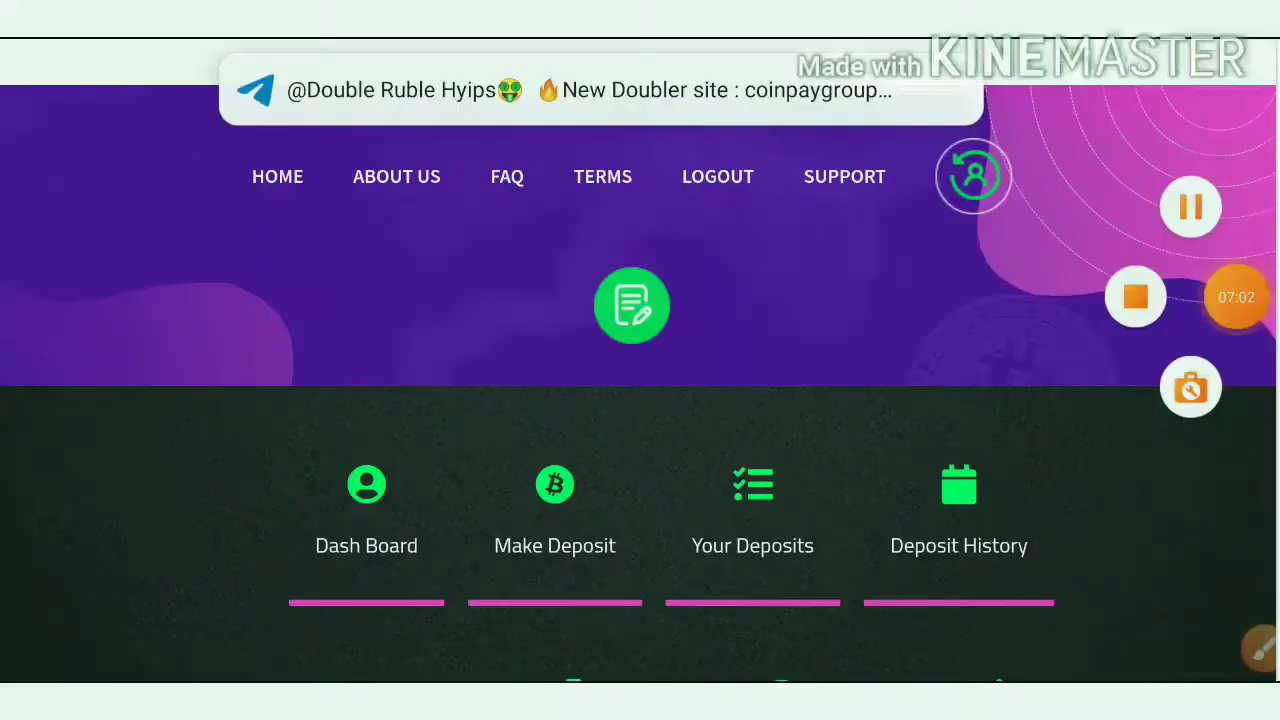 Made with KINEMASTER
@Double Ruble Hyips🤑 🔥New Doubler site : coinpaygroup...
HOME ABOUT US FAQ TERMS LOGOUT SUPPORT
07:02
Dash Board Make Deposit Your Deposits Deposit History